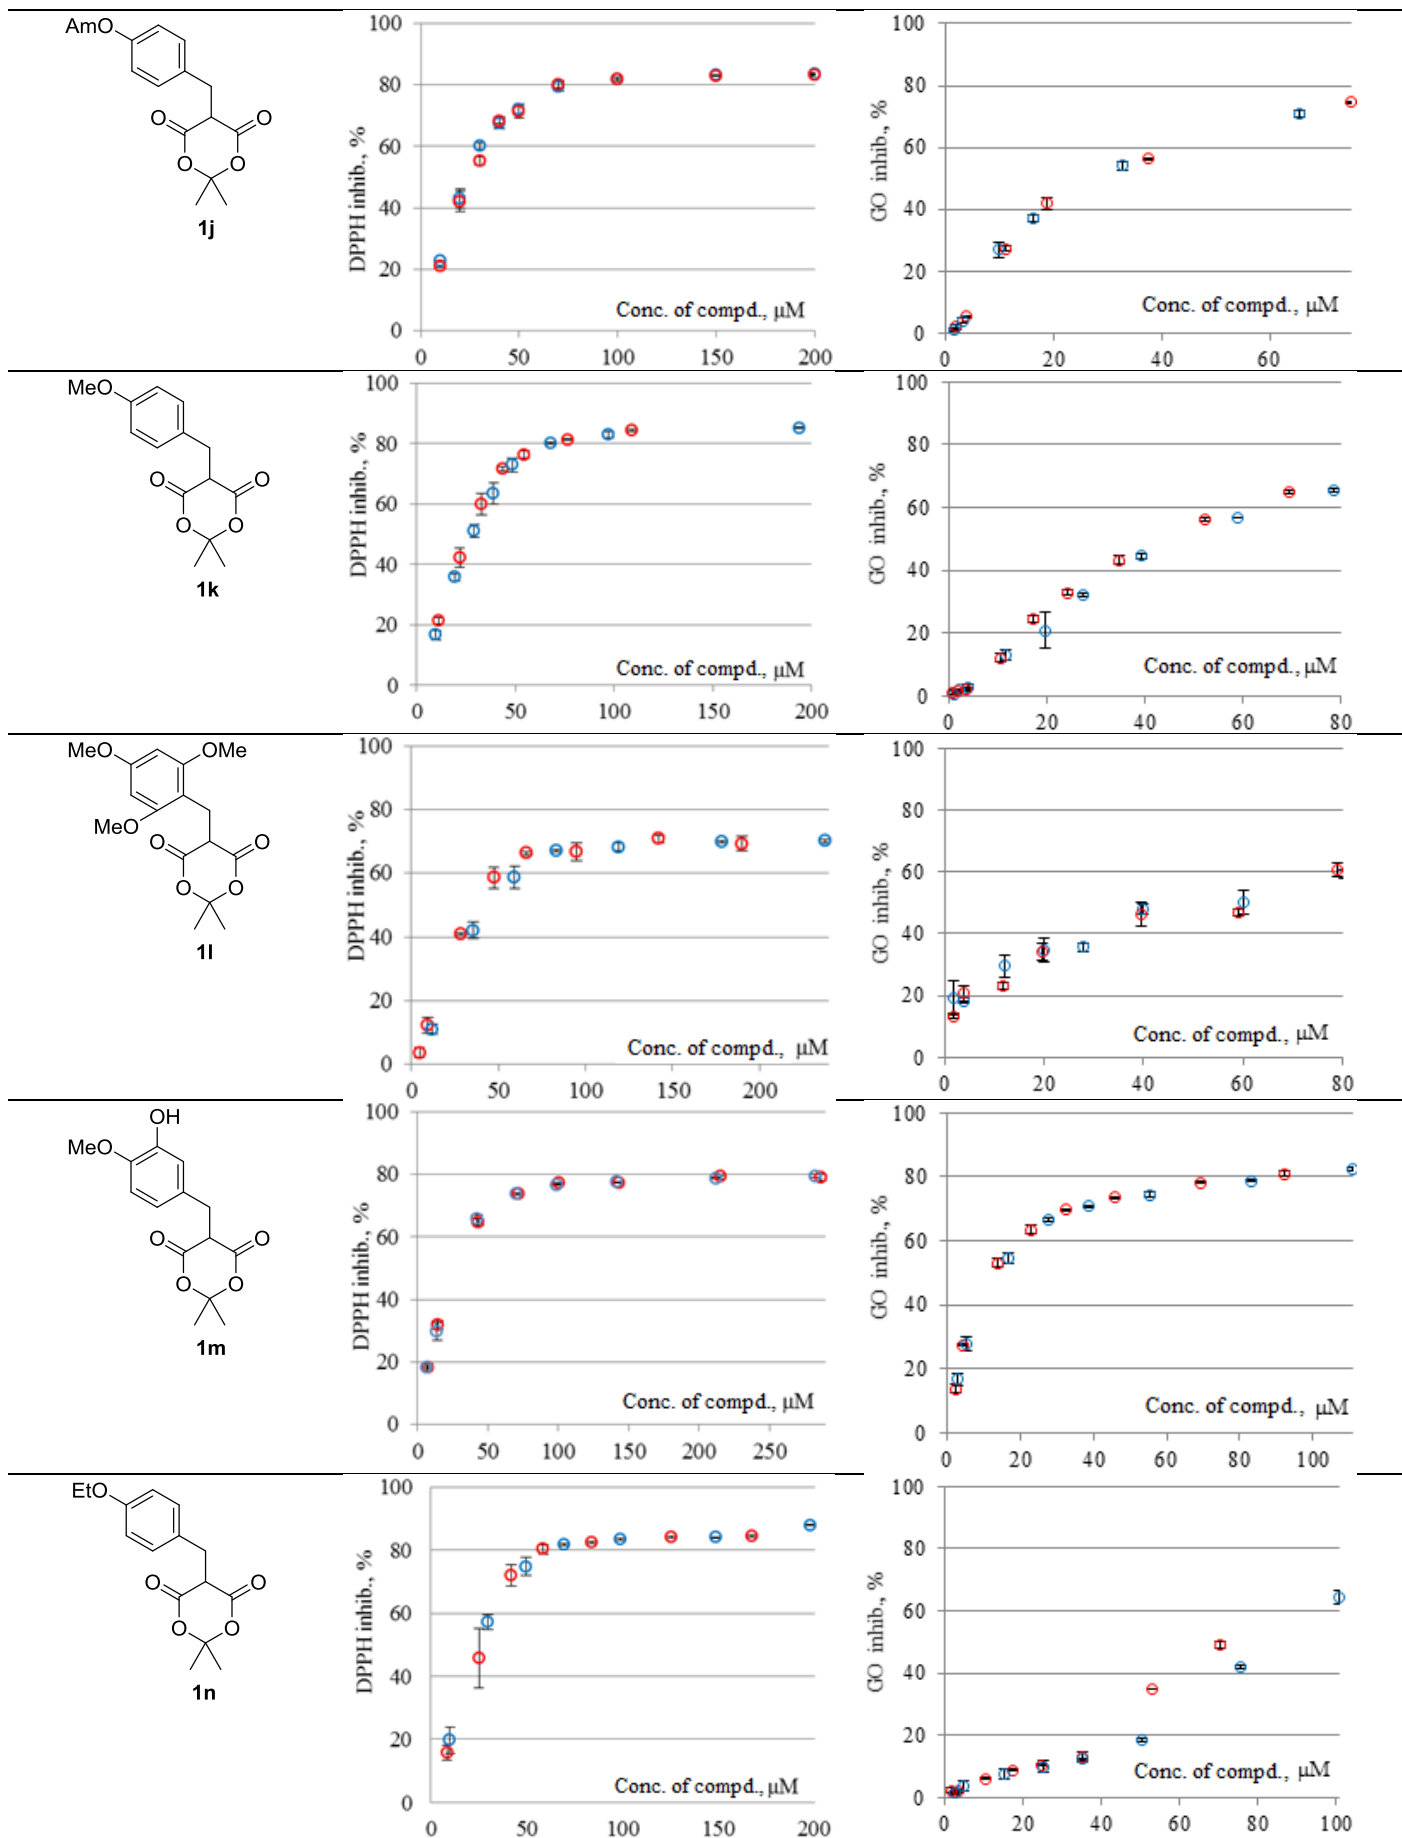 AmO
O
O
O
O
1j
DPPH inhib., %
100
80
60
40
20
0
Conc. of compd., μM
0 50 100 150 200
GO inhib., %
100
80
60
40
20
0
Conc. of compd., μM
0 20 40 60
MeO
O
O
O
O
1k
DPPH inhib., %
100
80
60
40
20
0
Conc. of compd., μM
0 50 100 150 200
GO inhib., %
100
80
60
40
20
0
Conc. of compd., μM
0 20 40 60 80
MeO
OMe
MeO
O
O
O
O
1l
DPPH inhib., %
100
80
60
40
20
0
Conc. of compd., μM
0 50 100 150 200
GO inhib., %
100
80
60
40
20
0
Conc. of compd., μM
0 20 40 60 80
OH
MeO
O
O
O
O
1m
DPPH inhib., %
100
80
60
40
20
0
Conc. of compd., μM
0 50 100 150 200 250
GO inhib., %
100
80
60
40
20
0
Conc. of compd., μM
0 20 40 60 80 100
EtO
O
O
O
O
1n
DPPH inhib., %
100
80
60
40
20
0
Conc. of compd., μM
0 50 100 150 200
GO inhib., %
100
80
60
40
20
0
Conc. of compd., μM
0 20 40 60 80 100